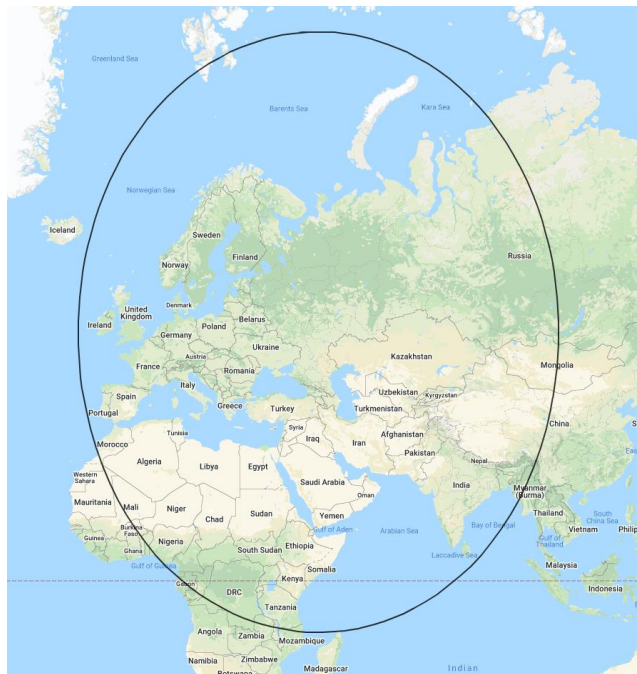 Greenland Sea
Barents Sea
Kara Sea
Norwegian Sea
Iceland
Sweden
Russia
Finland
Norway
Denmark
United
Kingdom
Ireland
Belarus
Poland
Germany
Ukraine
Austria
Kazakhstan
France
Mongolia
Romania
Italy
Spain
Uzbekistan
Kyrgyzstan
Portugal
Greece
Turkey
Turkmenistan
China
Syria
Tunisia
Afghanistan
Morocco
Iraq
Iran
Pakistan
Nepal
Algeria
Libya
Egypt
Western
Sahara
Saudi Arabia
India
Myanmar
(Burma)
Oman
Mauritania
Mali
Niger
Sudan
Yemen
Thailand
South
China Sea
Chad
Burkina
Faso
Gulf of Aden
Arabian Sea
Bay of Bengal
Vietnam
Philip
Guinea
Ghana
Nigeria
South Sudan
Ethiopia
Gulf of
Thailand
Laccadive Sea
Gulf of Guinea
Somalia
Malaysia
Gabon
Kenya
DRC
Indonesia
Tanzania
Angola
Zambia
Mozambique
Namibia
Zimbabwe
Botswana
Madagascar
Indian